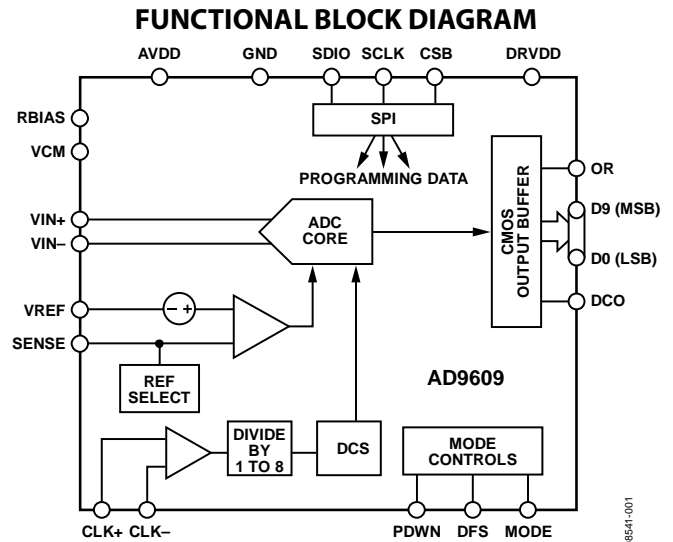 FUNCTIONAL BLOCK DIAGRAM
AVDD GND SDIO SCLK CSB DRVDD
RBIAS
VCM
SPI
PROGRAMMING DATA
VIN+
VIN–
ADC
CORE
CMOS
OUTPUT BUFFER
OR
D9 (MSB)
D0 (LSB)
DCO
VREF
– +
SENSE
REF
SELECT
AD9609
DIVIDE
BY
1 TO 8
DCS
MODE
CONTROLS
CLK+ CLK– PDWN DFS MODE
8541-001